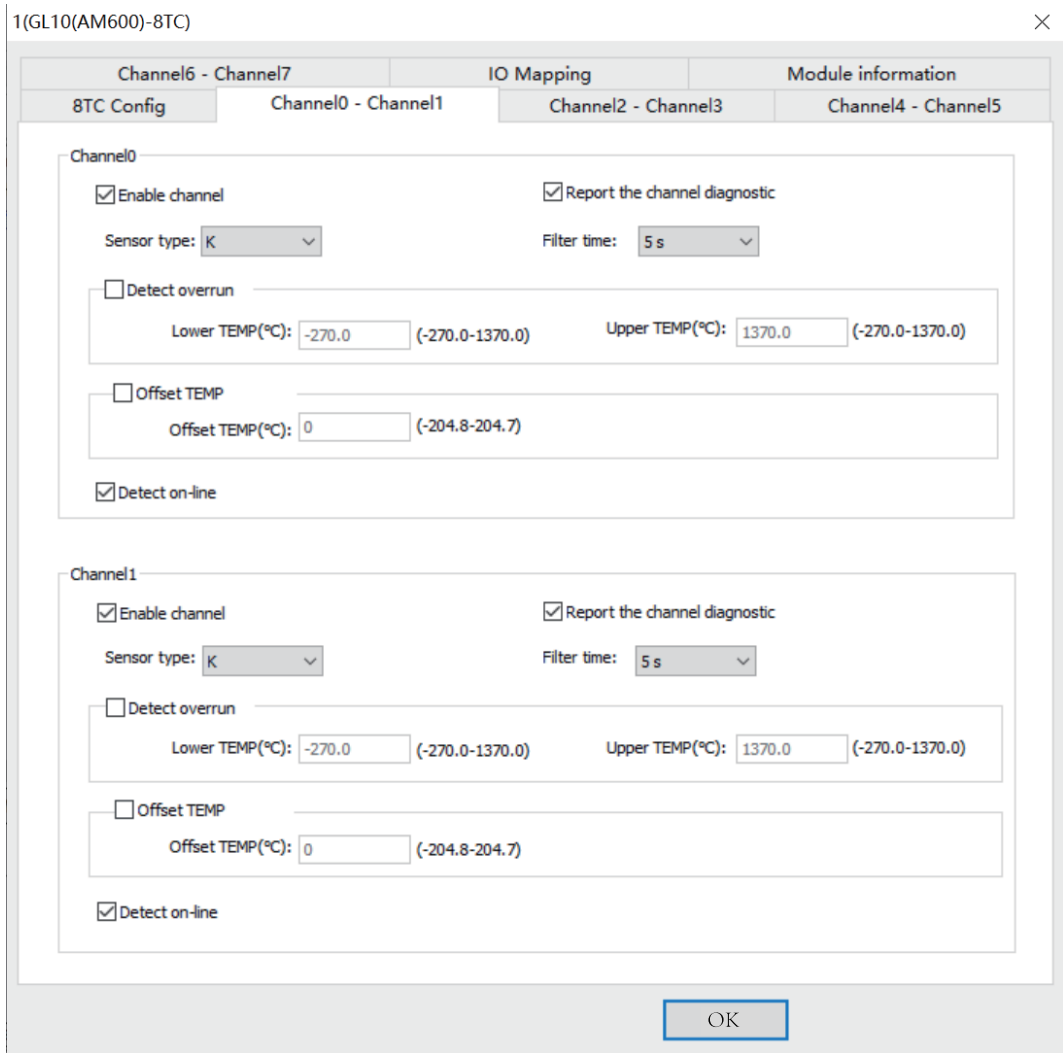 1(GL10(AM600)-8TC)
Channel6 - Channel7 IO Mapping Module information
8TC Config Channel0 - Channel1 Channel2 - Channel3 Channel4 - Channel5
Channel0
Enable channel Report the channel diagnostic
Sensor type: K Filter time: 5 s
Detect overrun
Lower TEMP(℃): -270.0 (-270.0-1370.0) Upper TEMP(℃): 1370.0 (-270.0-1370.0)
Offset TEMP
Offset TEMP(℃): 0 (-204.8-204.7)
Detect on-line
Channel1
Enable channel Report the channel diagnostic
Sensor type: K Filter time: 5 s
Detect overrun
Lower TEMP(℃): -270.0 (-270.0-1370.0) Upper TEMP(℃): 1370.0 (-270.0-1370.0)
Offset TEMP
Offset TEMP(℃): 0 (-204.8-204.7)
Detect on-line
OK